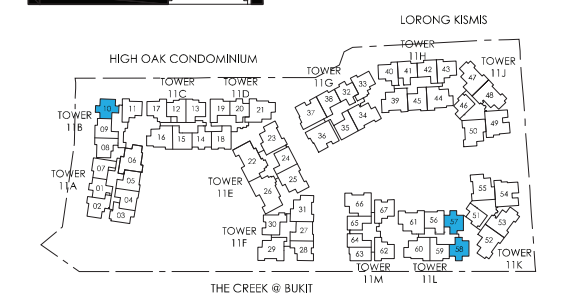 LORONG KISMIS
HIGH OAK CONDOMINIUM
TOWER
11H
TOWER
11J
TOWER
11G
TOWER
11C
TOWER
11D
TOWER
11B
TOWER
11A
TOWER
11E
TOWER
11F
TOWER
11M
TOWER
11L
TOWER
11K
40 41 42 43
47
48
39 45 44
46
49
50
33
32
38
37
34
35
36
10 11
09
08
07 06
01 05
02 04
03
17 12 13 19 20 21
16 15 14 18
23
22 24
25
26
31
30 27
29 28
66 67
65
64
63 62
61 56 57
60 59 58
55 54
51 53
52
THE CREEK @ BUKIT